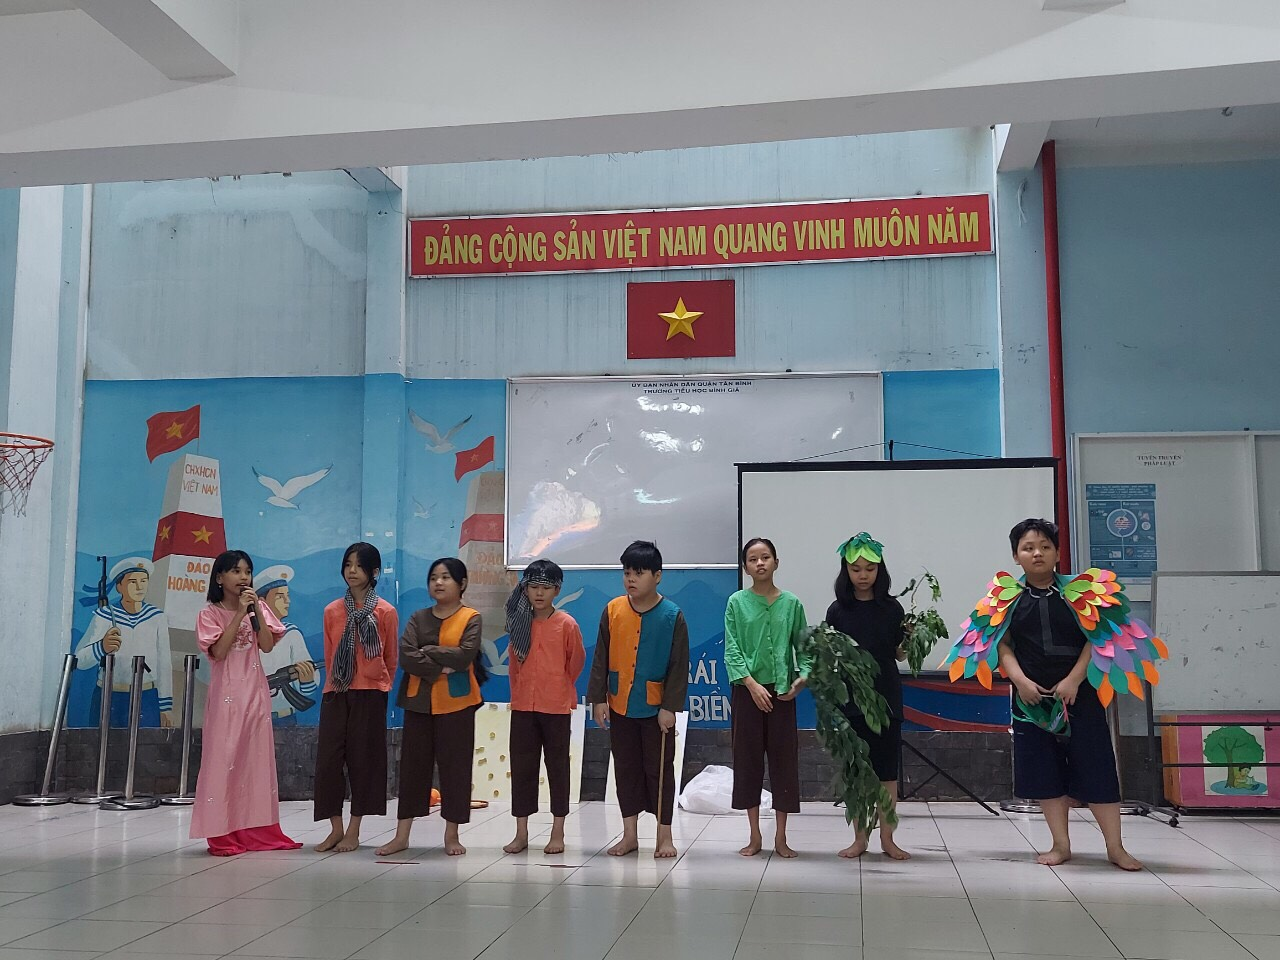 ĐẢNG CỘNG SẢN VIỆT NAM QUANG VINH MUÔN NĂM
ỦY BAN NHÂN DÂN QUẬN TÂN BÌNH
TRƯỜNG TIỂU HỌC BÌNH GIÃ
CHXHCN
VIỆT NAM
ĐẢO
HOÀNG
ĐẢO
TUYÊN TRUYỀN
PHÁP LUẬT
BIỂN